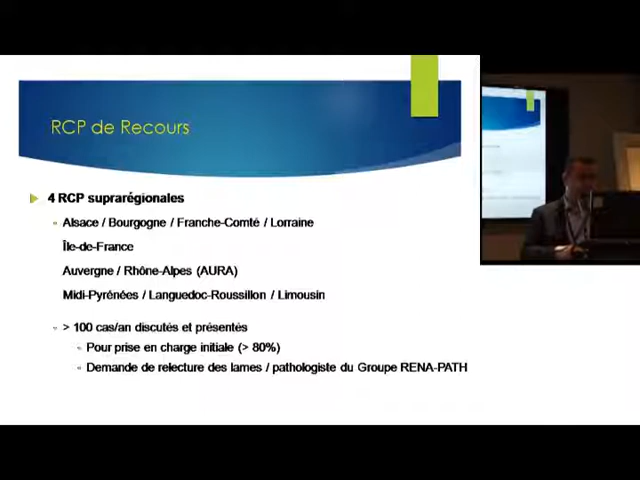 RCP de Recours
4 RCP suprarégionales
Alsace / Bourgogne / Franche-Comté / Lorraine
Île-de-France
Auvergne / Rhône-Alpes (AURA)
Midi-Pyrénées / Languedoc-Roussillon / Limousin
> 100 cas/an discutés et présentés
Pour prise en charge initiale (> 80%)
Demande de relecture des lames / pathologiste du Groupe RENA-PATH